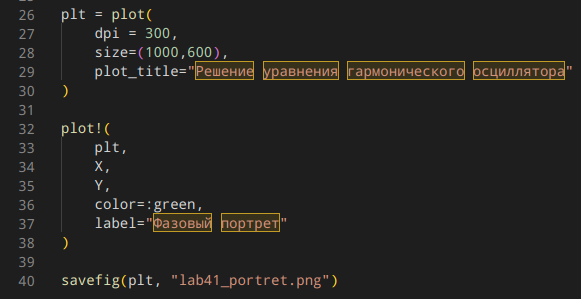 26 plt = plot(
27     dpi = 300,
28     size=(1000,600),
29     plot_title="Решение уравнения гармонического осциллятора"
30 )
31
32 plot!(
33     plt,
34     X,
35     Y,
36     color=:green,
37     label="Фазовый портрет"
38 )
39
40 savefig(plt, "lab41_portret.png")